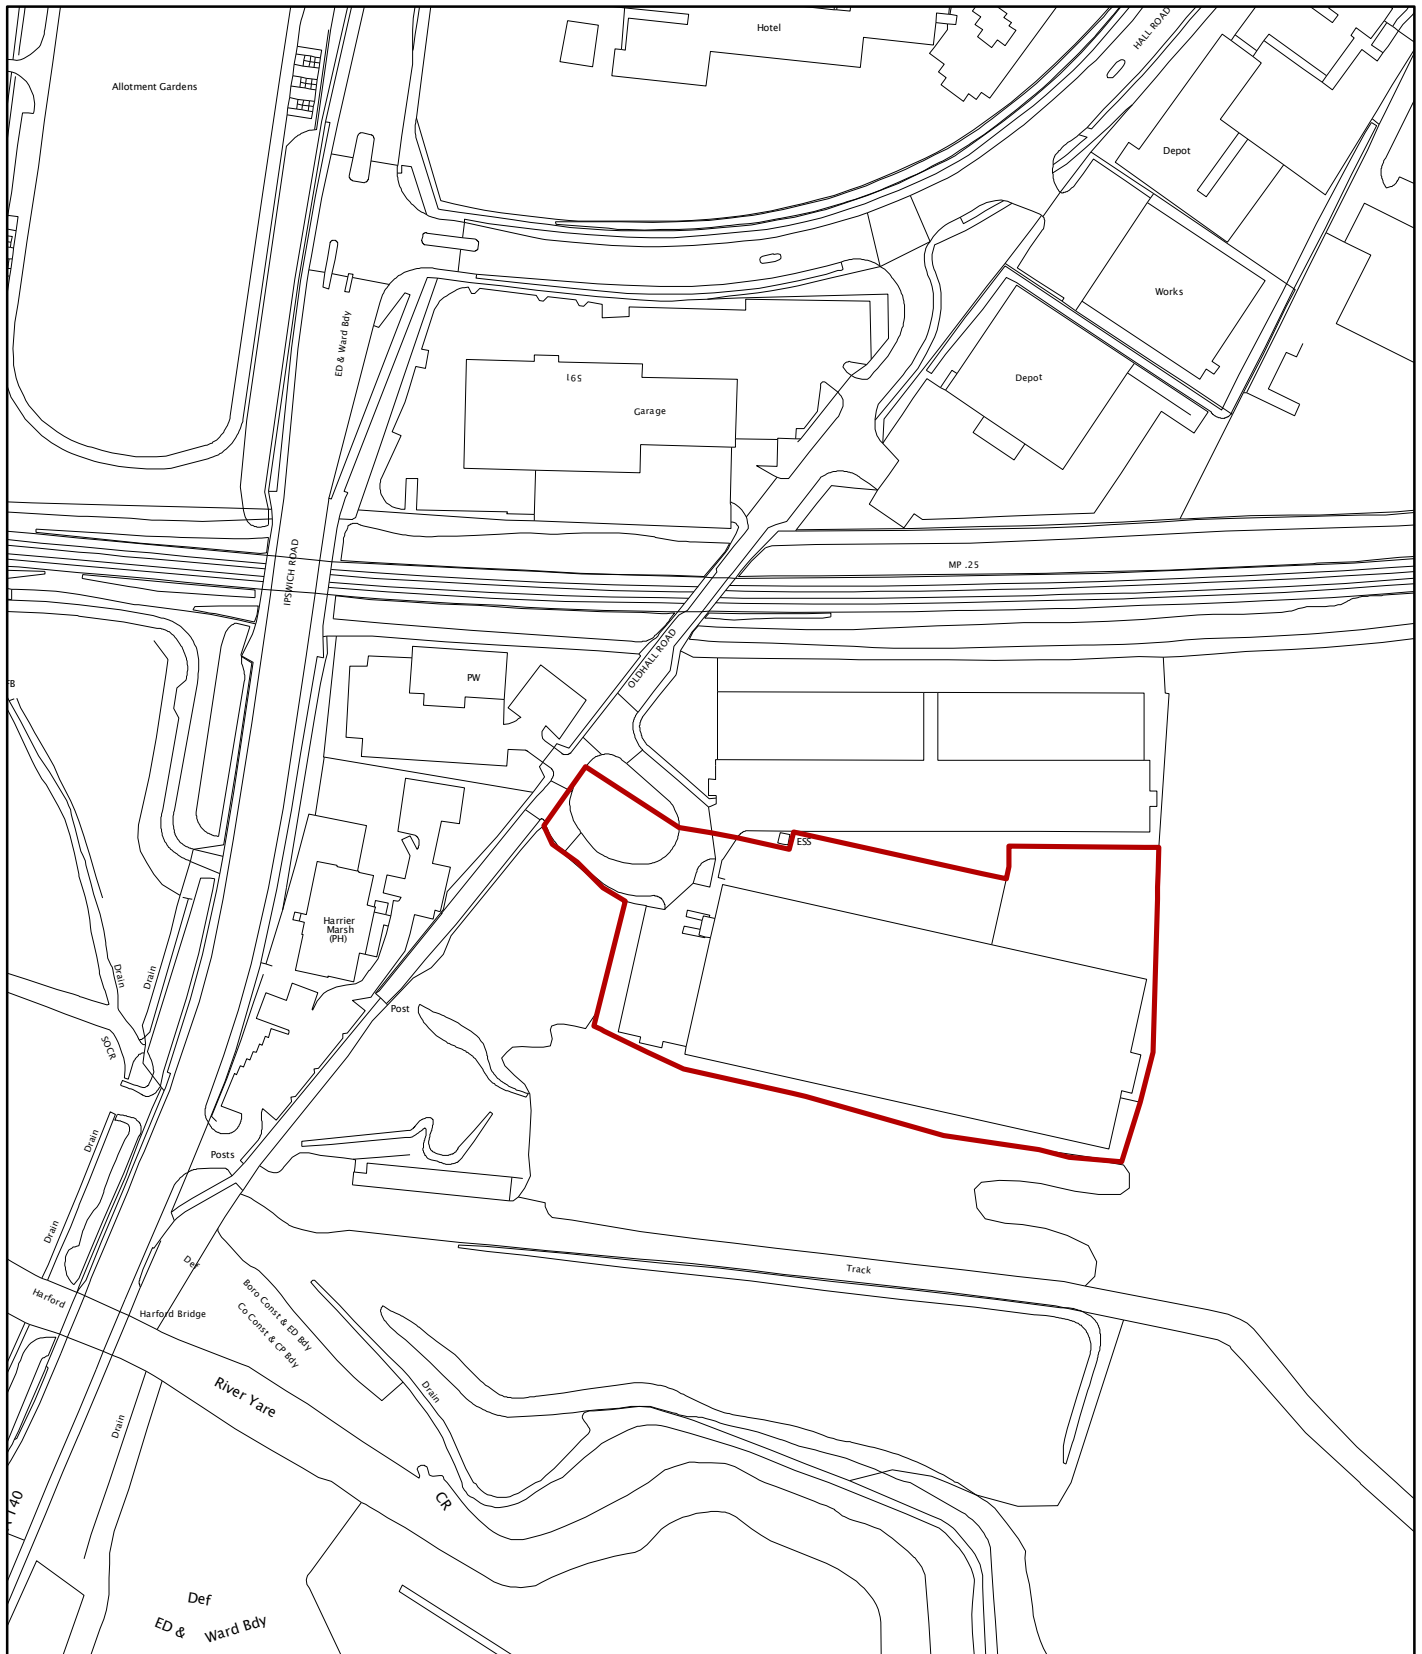 Hotel
HALL ROAD
Allotment Gardens
Depot
Works
ED & Ward Bdy
Depot
165
Garage
IPSWICH ROAD
MP .25
OLDHALL ROAD
PW
FB
ESS
Harrier
Marsh
(PH)
Drain
Drain
Post
SOCR
Drain
Posts
Drain
Def
Track
Boro Const & ED Bdy
Co Const & CP Bdy
Harford
Harford Bridge
River Yare
Drain
Drain
CR
Def
ED & Ward Bdy